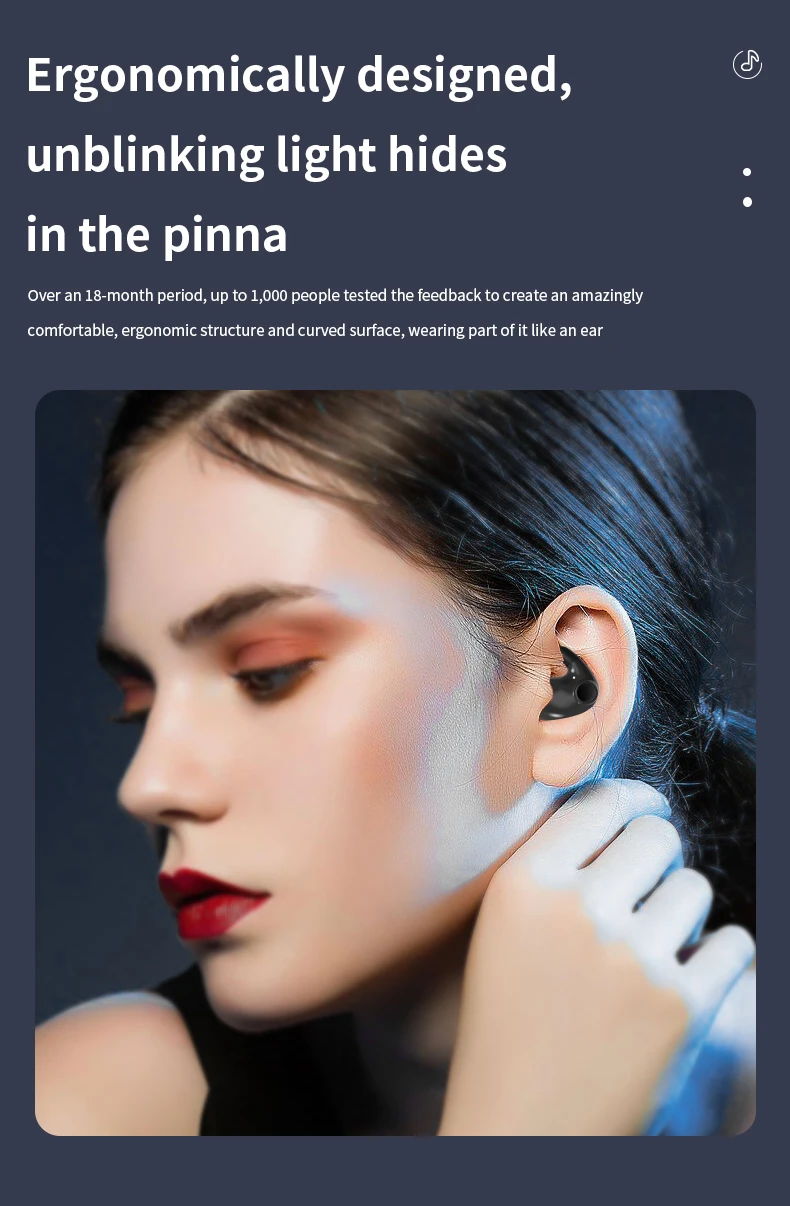 Ergonomically designed,
unblinking light hides
in the pinna
Over an 18-month period, up to 1,000 people tested the feedback to create an amazingly
comfortable, ergonomic structure and curved surface, wearing part of it like an ear